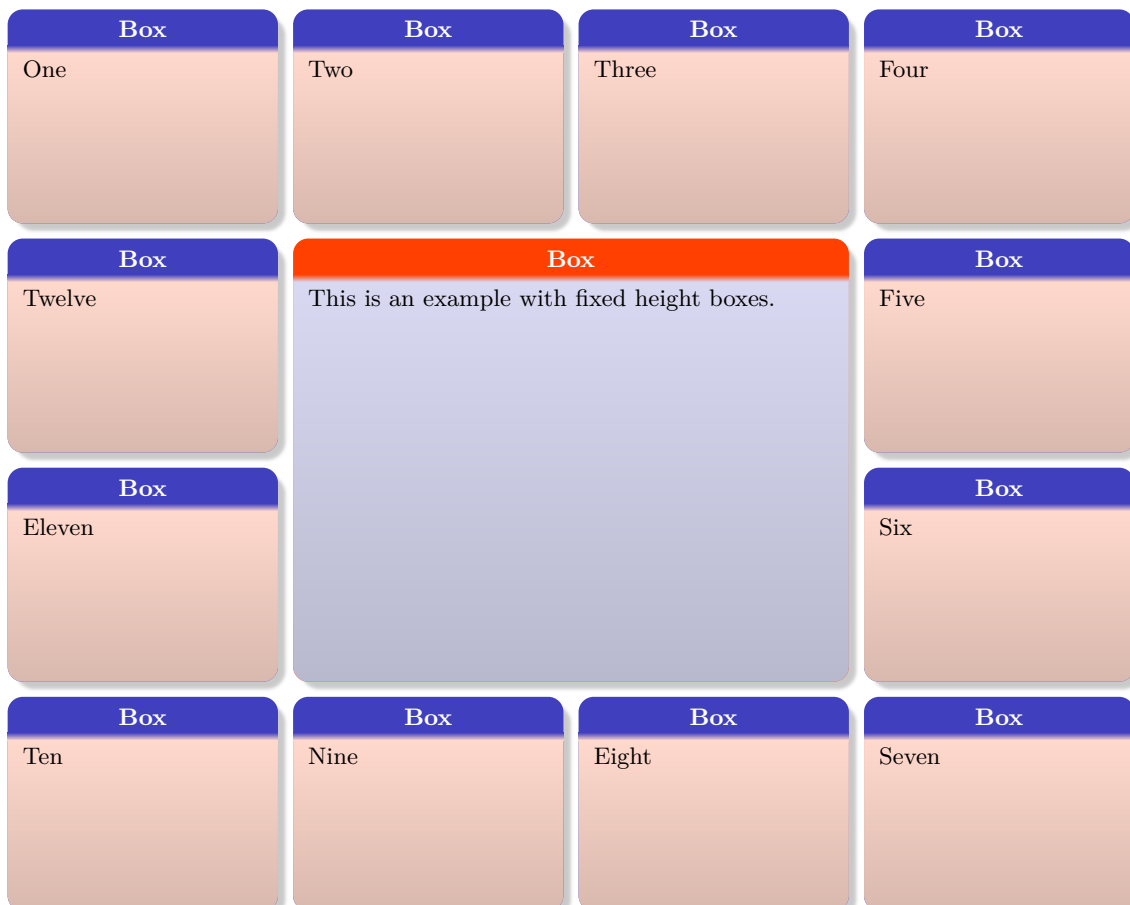 Box
One
Box
Two
Box
Three
Box
Four
Box
Twelve
Box
This is an example with fixed height boxes.
Box
Five
Box
Eleven
Box
Six
Box
Ten
Box
Nine
Box
Eight
Box
Seven